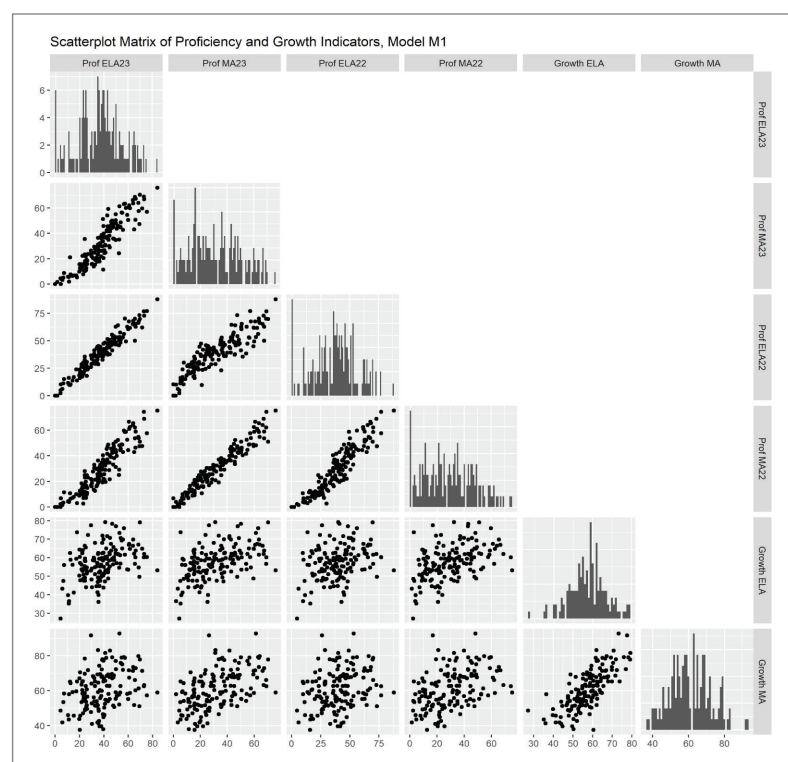 Scatterplot Matrix of Proficiency and Growth Indicators, Model M1
Prof ELA23 Prof MA23 Prof ELA22 Prof MA22 Growth ELA Growth MA
6
4
2
0
Prof ELA23
60
40
20
0
Prof MA23
75
50
25
0
Prof ELA22
60
40
20
0
Prof MA22
80
70
60
50
40
30
Growth ELA
80
60
40
Growth MA
0 20 40 60 80 0 20 40 60 0 25 50 75 0 20 40 60 30 40 50 60 70 80 40 60 80